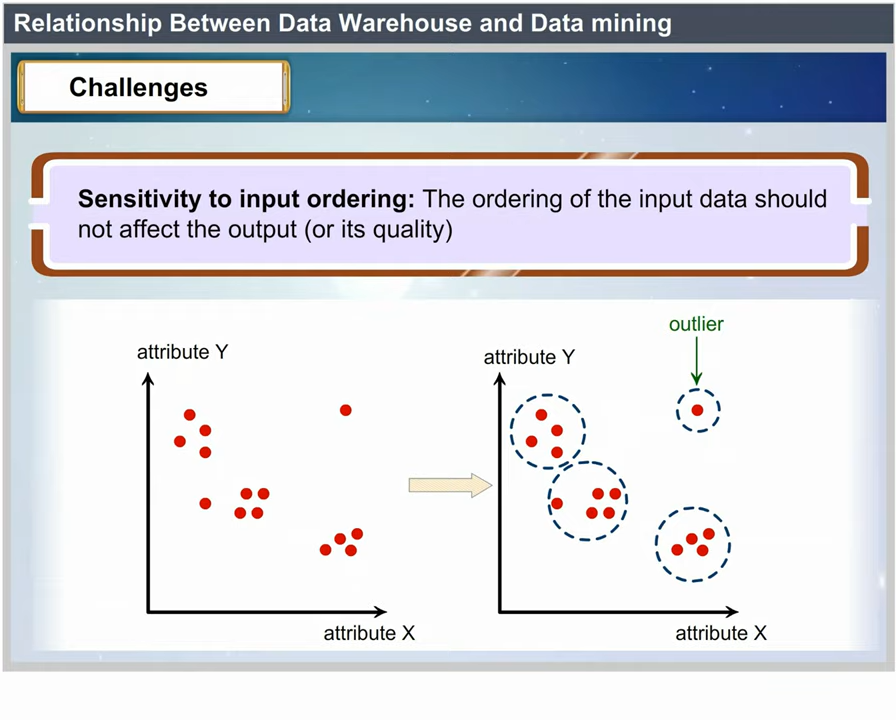 Relationship Between Data Warehouse and Data mining
Challenges
Sensitivity to input ordering: The ordering of the input data should
not affect the output (or its quality)
attribute Y
attribute X
outlier
attribute Y
attribute X